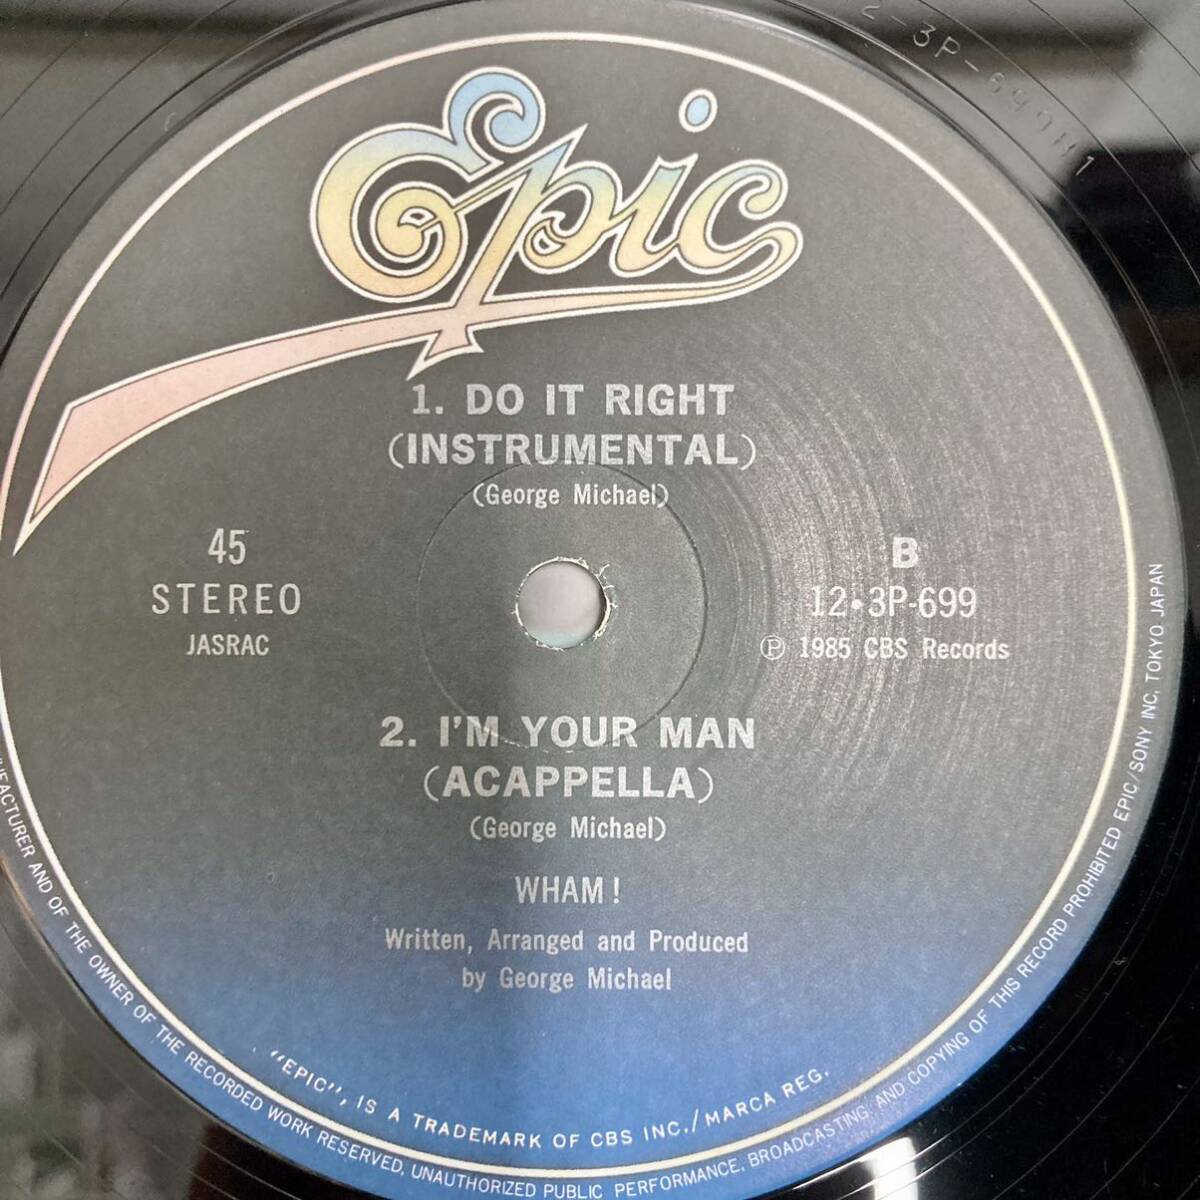 Epic
1. DO IT RIGHT
(INSTRUMENTAL)
(George Michael)
45
STEREO
JASRAC
B
12・3P-699
Ⓟ 1985 CBS Records
2. I'M YOUR MAN
(ACAPPELLA)
(George Michael)
WHAM!
Written, Arranged and Produced
by George Michael
"EPIC", IS A TRADEMARK OF CBS INC./MARCA REG.
AND OF THE OWNER OF THE RECORDED WORK RESERVED. UNAUTHORIZED PUBLIC PERFORMANCE. BROADCASTING AND COPYING OF THIS RECORD PROHIBITED EPIC/SONY INC. TOKYO JAPAN